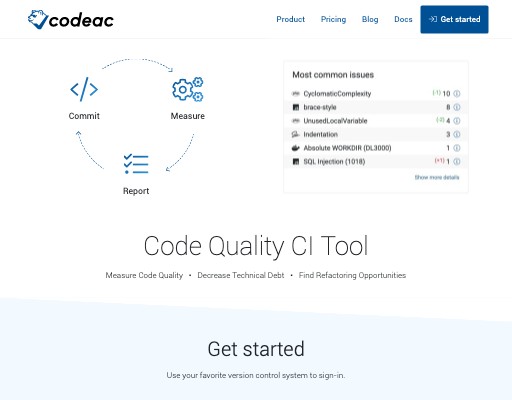 codeac
Product Pricing Blog Docs Get started
Most common issues
CyclomaticComplexity (-1) 10
brace-style 8
UnusedLocalVariable (-2) 4
Indentation 3
Absolute WORKDIR (DL3000) 1
SQL Injection (1018) (+1) 1
Show more details
Commit
Measure
Report
Code Quality CI Tool
Measure Code Quality • Decrease Technical Debt • Find Refactoring Opportunities
Get started
Use your favorite version control system to sign-in.